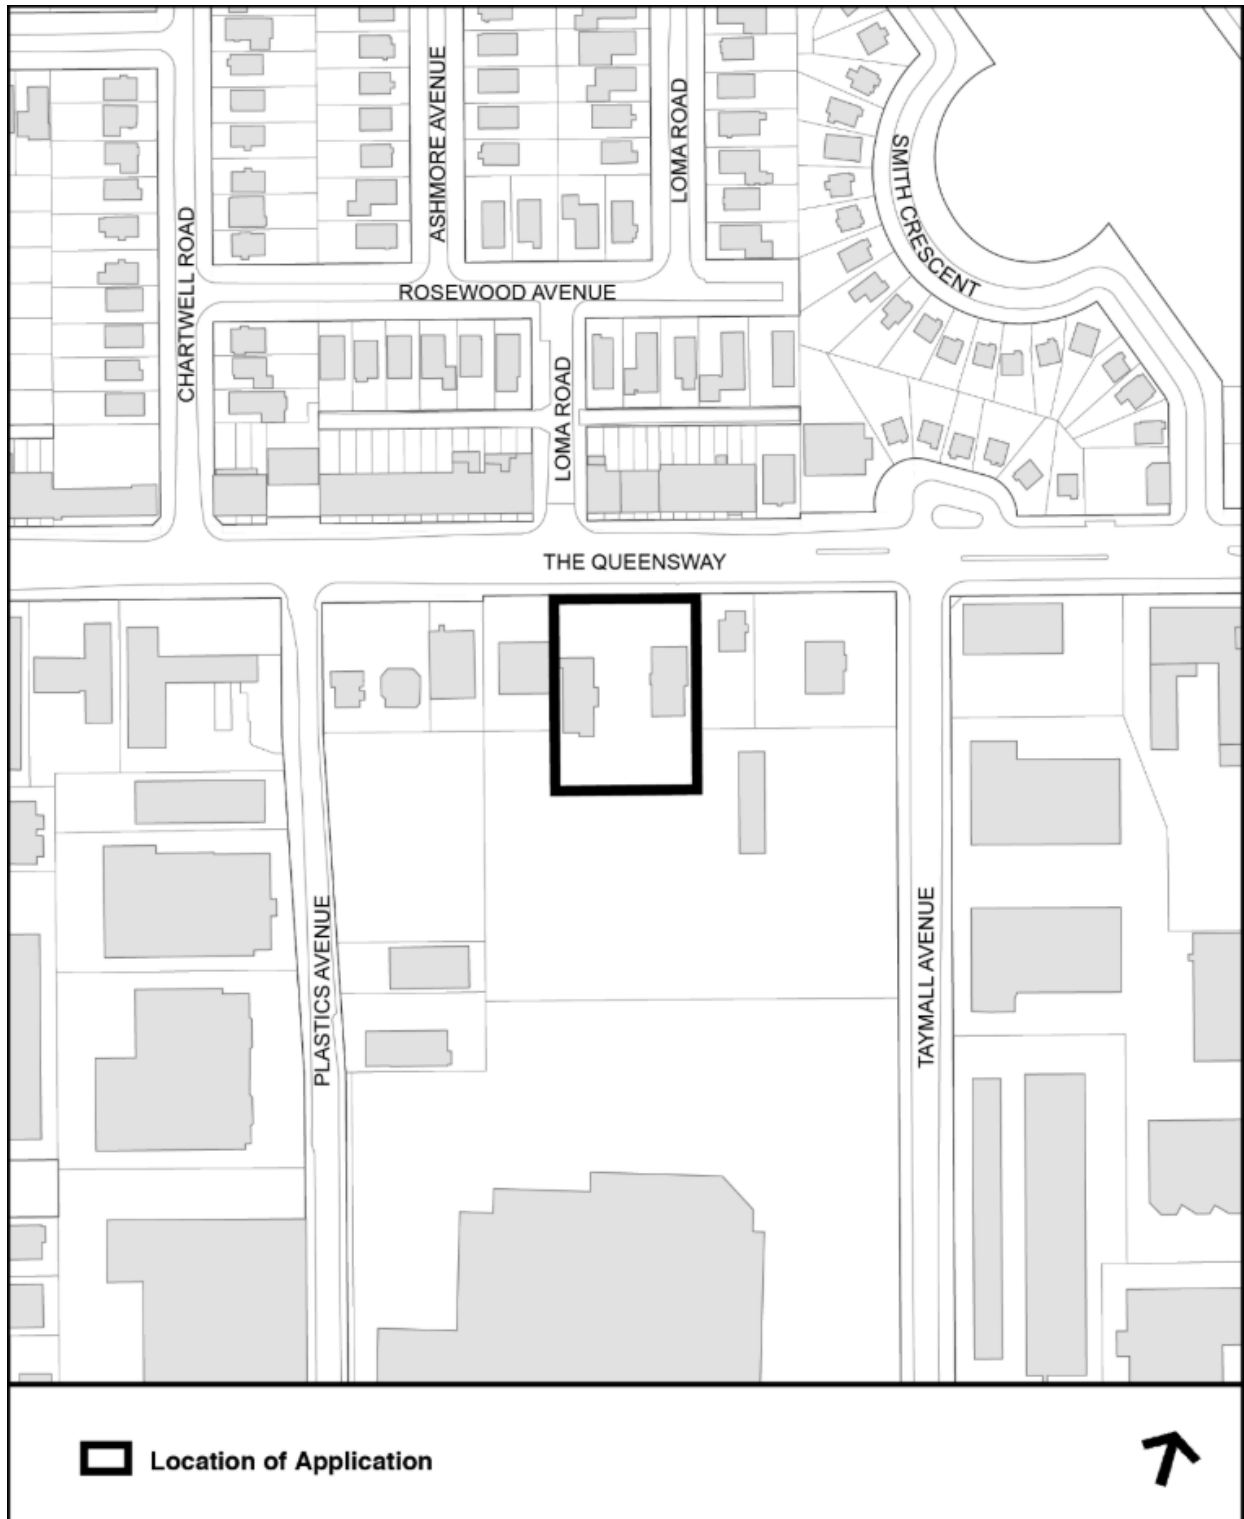 ASHMORE AVENUE
LOMA ROAD
SMITH CRESCENT
CHARTWELL ROAD
ROSEWOOD AVENUE
LOMA ROAD
THE QUEENSWAY
PLASTICS AVENUE
TAYMALL AVENUE
Location of Application